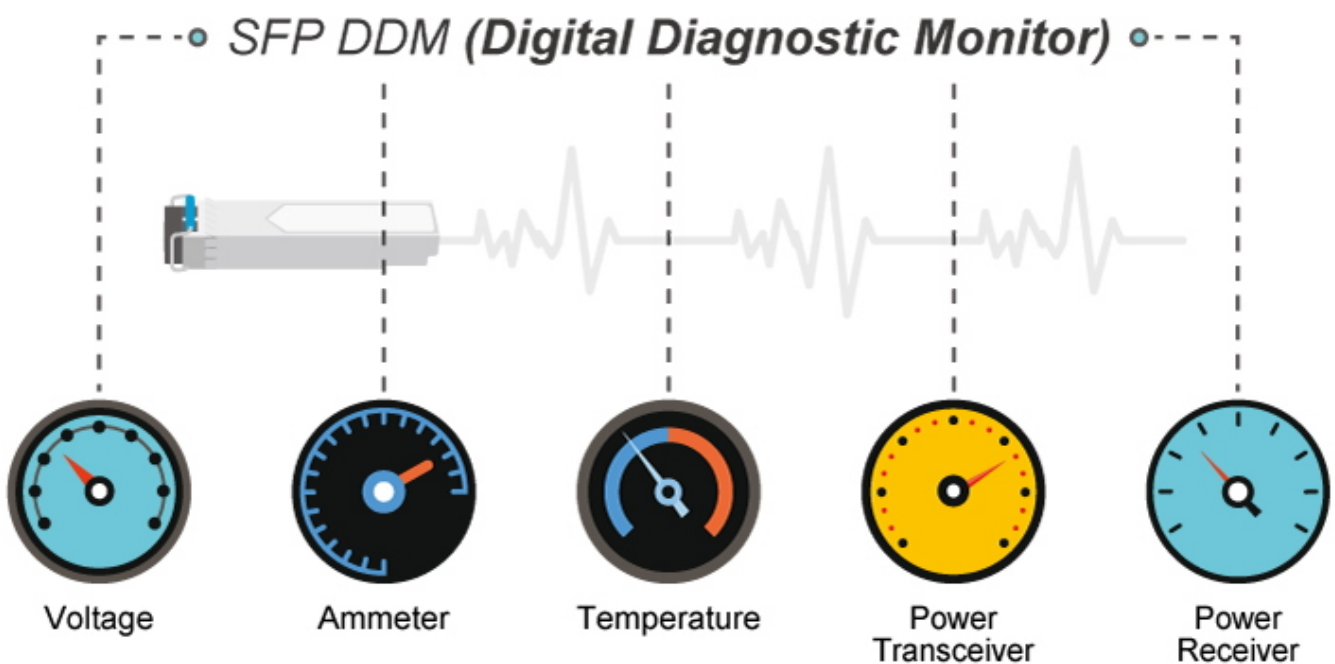 SFP DDM (Digital Diagnostic Monitor)
Voltage
Ammeter
Temperature
Power
Transceiver
Power
Receiver